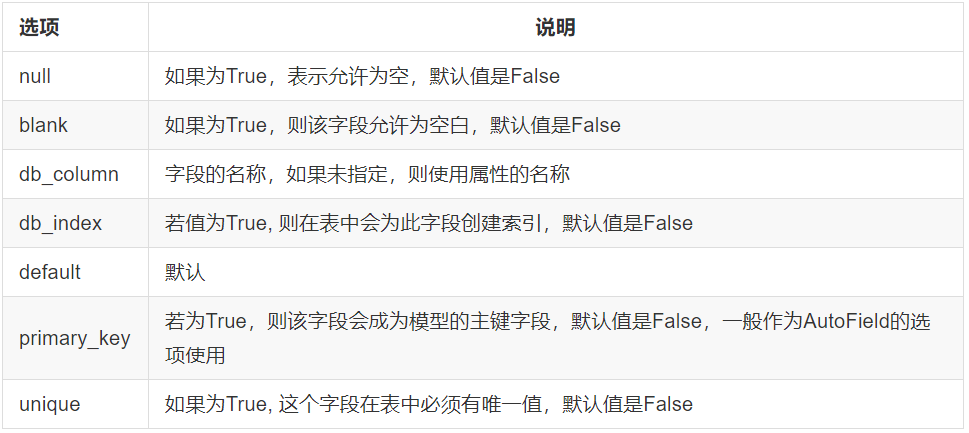 选项 说明
null 如果为True，表示允许为空，默认值是False
blank 如果为True，则该字段允许为空白，默认值是False
db_column 字段的名称，如果未指定，则使用属性的名称
db_index 若值为True, 则在表中会为此字段创建索引，默认值是False
default 默认
primary_key 若为True，则该字段会成为模型的主键字段，默认值是False，一般作为AutoField的选
项使用
unique 如果为True, 这个字段在表中必须有唯一值，默认值是False